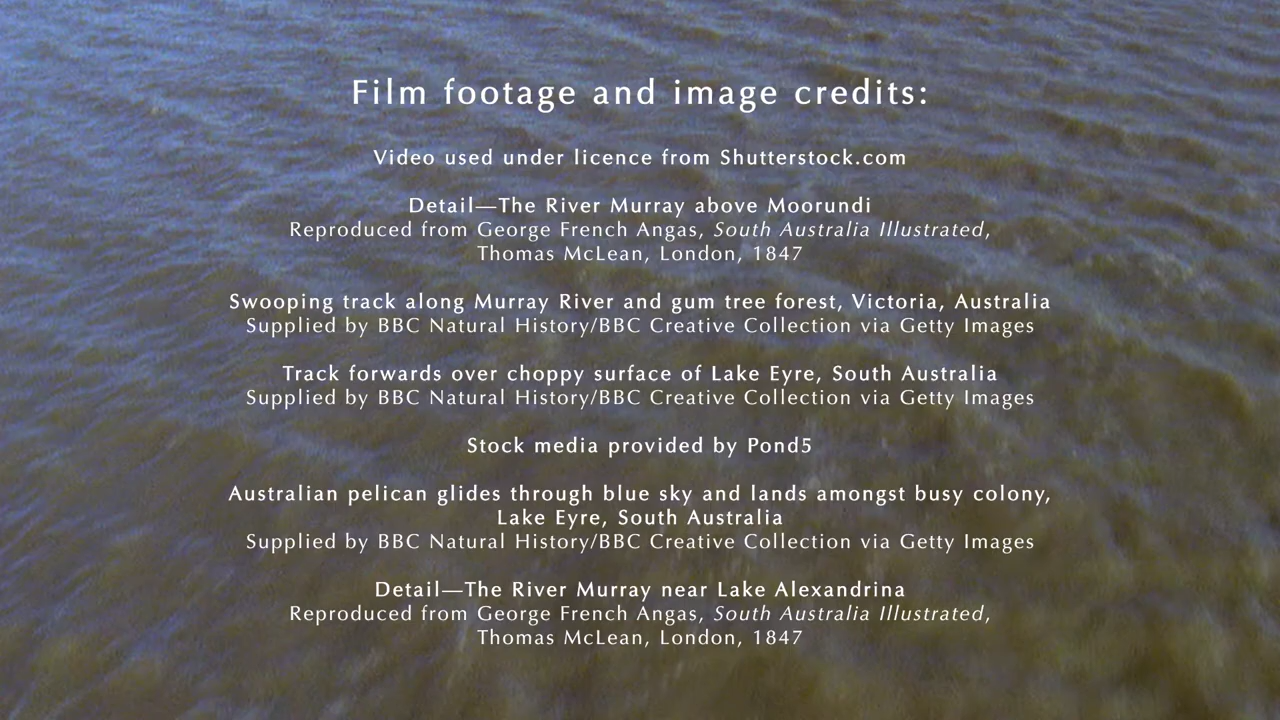 Film footage and image credits:
Video used under licence from Shutterstock.com
Detail—The River Murray above Moorundi
Reproduced from George French Angas, South Australia Illustrated,
Thomas McLean, London, 1847
Swooping track along Murray River and gum tree forest, Victoria, Australia
Supplied by BBC Natural History/BBC Creative Collection via Getty Images
Track forwards over choppy surface of Lake Eyre, South Australia
Supplied by BBC Natural History/BBC Creative Collection via Getty Images
Stock media provided by Pond5
Australian pelican glides through blue sky and lands amongst busy colony,
Lake Eyre, South Australia
Supplied by BBC Natural History/BBC Creative Collection via Getty Images
Detail—The River Murray near Lake Alexandrina
Reproduced from George French Angas, South Australia Illustrated,
Thomas McLean, London, 1847